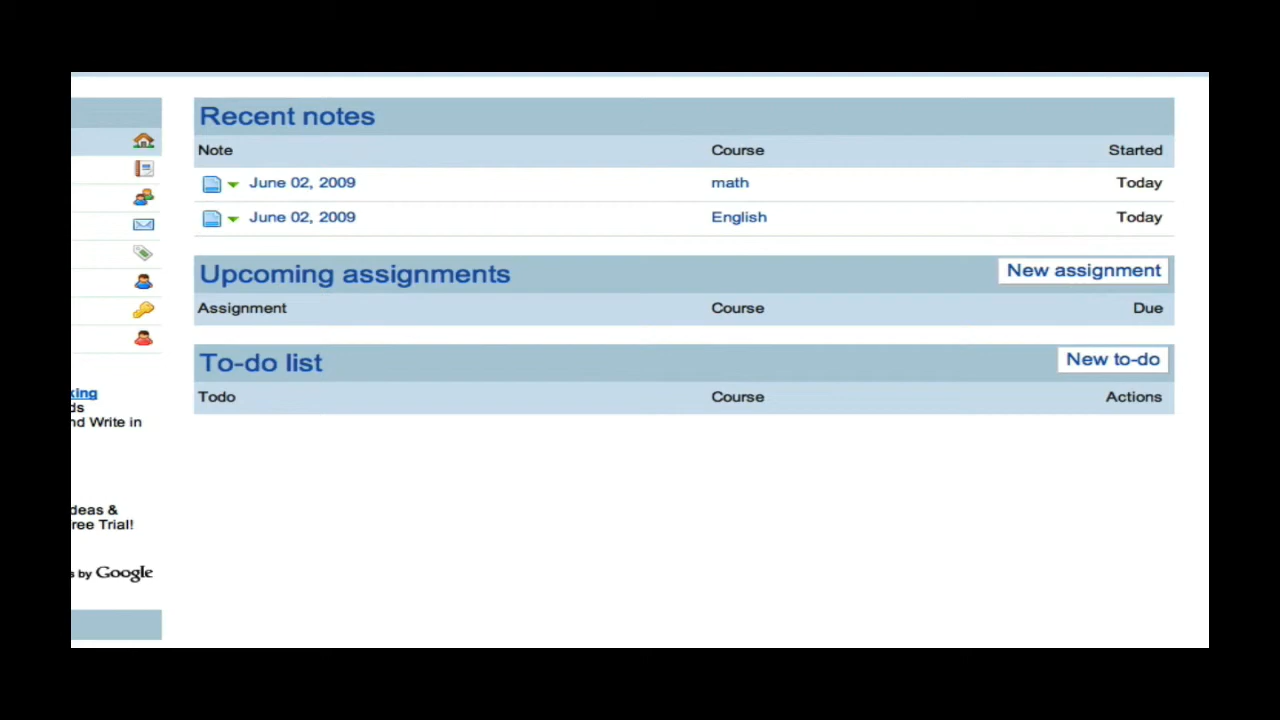 Recent notes
Note Course Started
June 02, 2009 math Today
June 02, 2009 English Today
Upcoming assignments New assignment
Assignment Course Due
To-do list New to-do
Todo Course Actions
king
ds
nd Write in
deas &
ree Trial!
s by Google